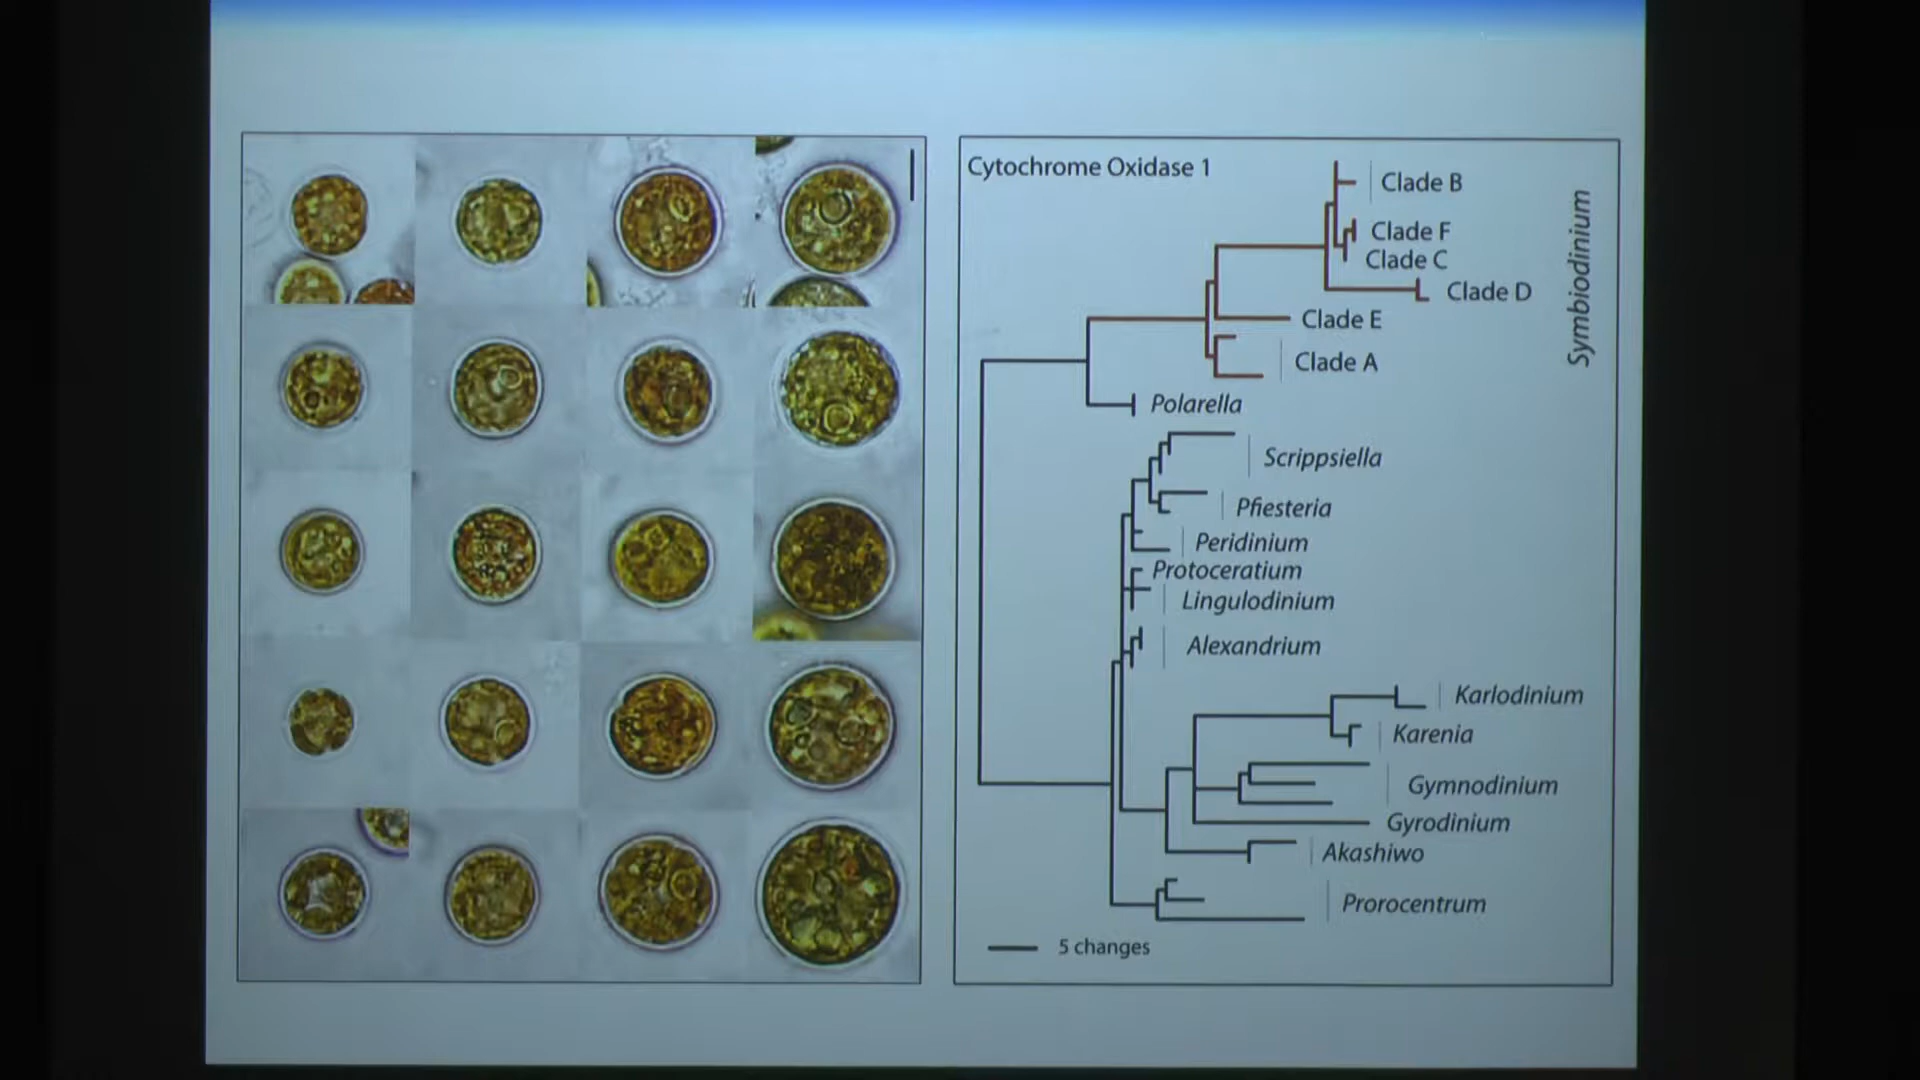 Cytochrome Oxidase 1
Clade B
Clade F
Clade C
Clade D
Clade E
Clade A
Symbiodinium
Polarella
Scrippsiella
Pfiesteria
Peridinium
Protoceratium
Lingulodinium
Alexandrium
Karlodinium
Karenia
Gymnodinium
Gyrodinium
Akashiwo
Prorocentrum
5 changes